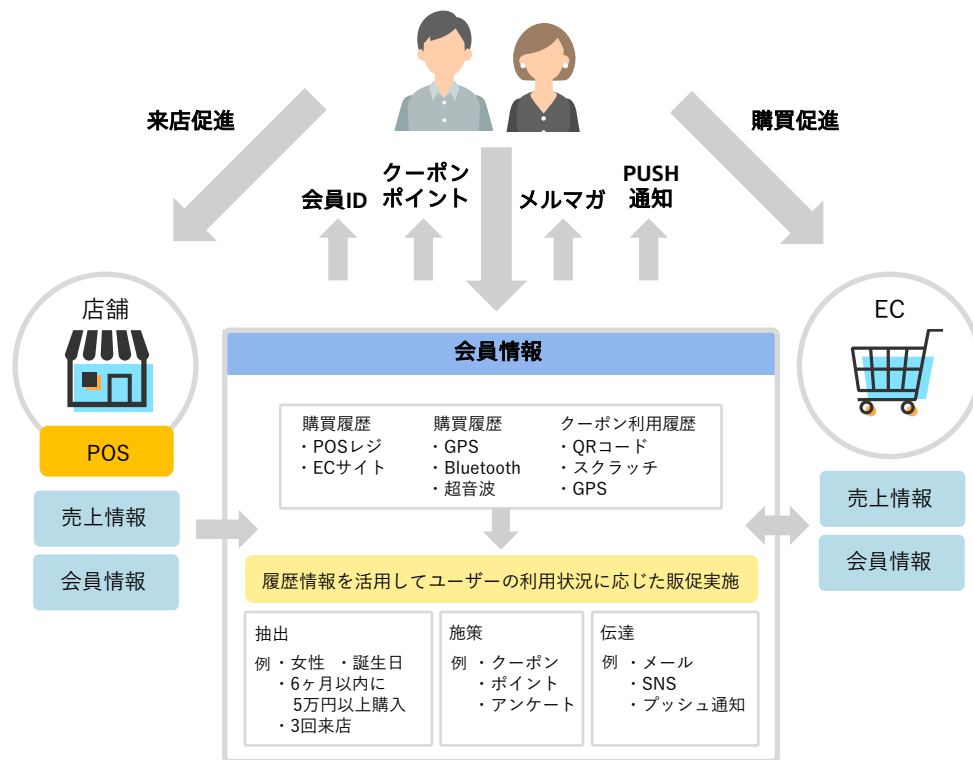 来店促進
購買促進
会員ID
クーポン
ポイント
メルマガ
PUSH
通知
店舗
POS
売上情報
会員情報
EC
売上情報
会員情報
会員情報
購買履歴
・POSレジ
・ECサイト
購買履歴
・GPS
・Bluetooth
・超音波
クーポン利用履歴
・QRコード
・スクラッチ
・GPS
履歴情報を活用してユーザーの利用状況に応じた販促実施
抽出
例 ・女性 ・誕生日
・6ヶ月以内に
5万円以上購入
・3回来店
施策
例 ・クーポン
・ポイント
・アンケート
伝達
例 ・メール
・SNS
・プッシュ通知